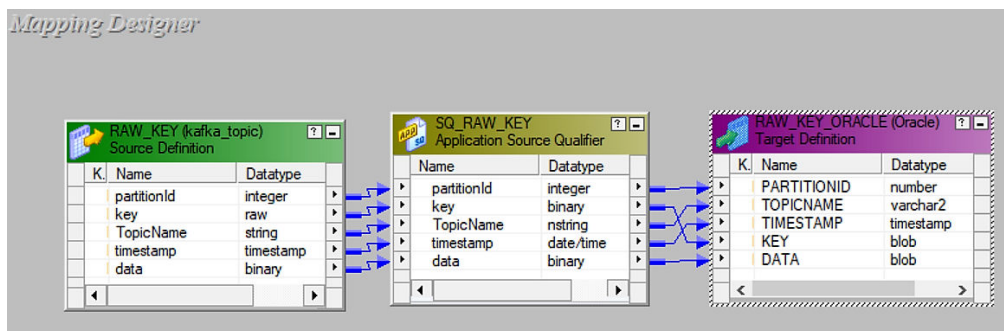 Mapping Designer
RAW_KEY (kafka_topic)
Source Definition
K. Name Datatype
partitionId integer
key raw
TopicName string
timestamp timestamp
data binary
SQ_RAW_KEY
Application Source Qualifier
Name Datatype
partitionId integer
key binary
TopicName nstring
timestamp date/time
data binary
RAW_KEY_ORACLE (Oracle)
Target Definition
K. Name Datatype
PARTITIONID number
TOPICNAME varchar2
TIMESTAMP timestamp
KEY blob
DATA blob